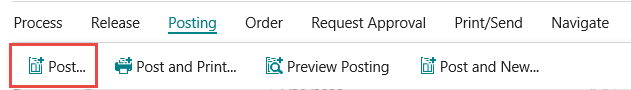 Process Release Posting Order Request Approval Print/Send Navigate
Post... Post and Print... Preview Posting Post and New...